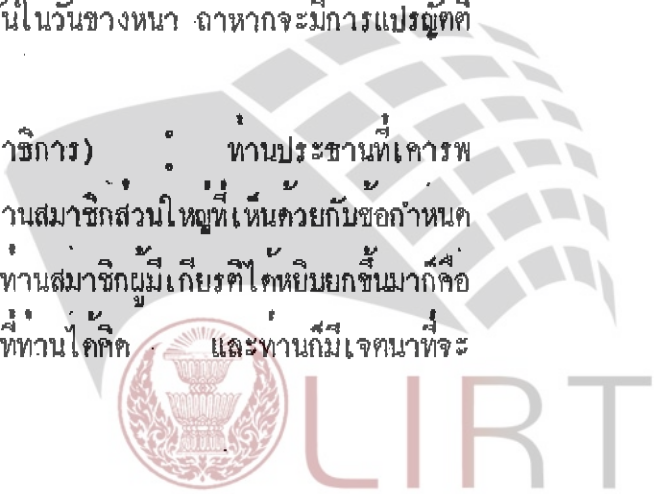 นในวันข้างหน้า ถ้าหากจะมีการแปรญัตติ
าธิการ) : ท่านประธานที่เคารพ
านสมาชิกส่วนใหญ่ที่เห็นด้วยกับข้อกำหนด
ท่านสมาชิกผู้มีเกียรติได้หยิบยกขึ้นมาก็คือ
ที่ท่านได้คิด และท่านก็มีเจตนาที่จะ
LIRT